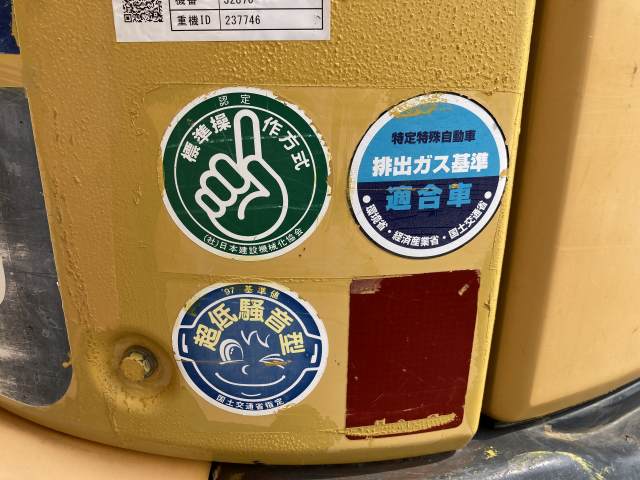 重機ID 237746
認定
標準操作方式
(社)日本建設機械化協会
特定特殊自動車
排出ガス基準
適合車
●環境省・経済産業省・国土交通省●
'97 基準値
超低騒音型
国土交通省指定